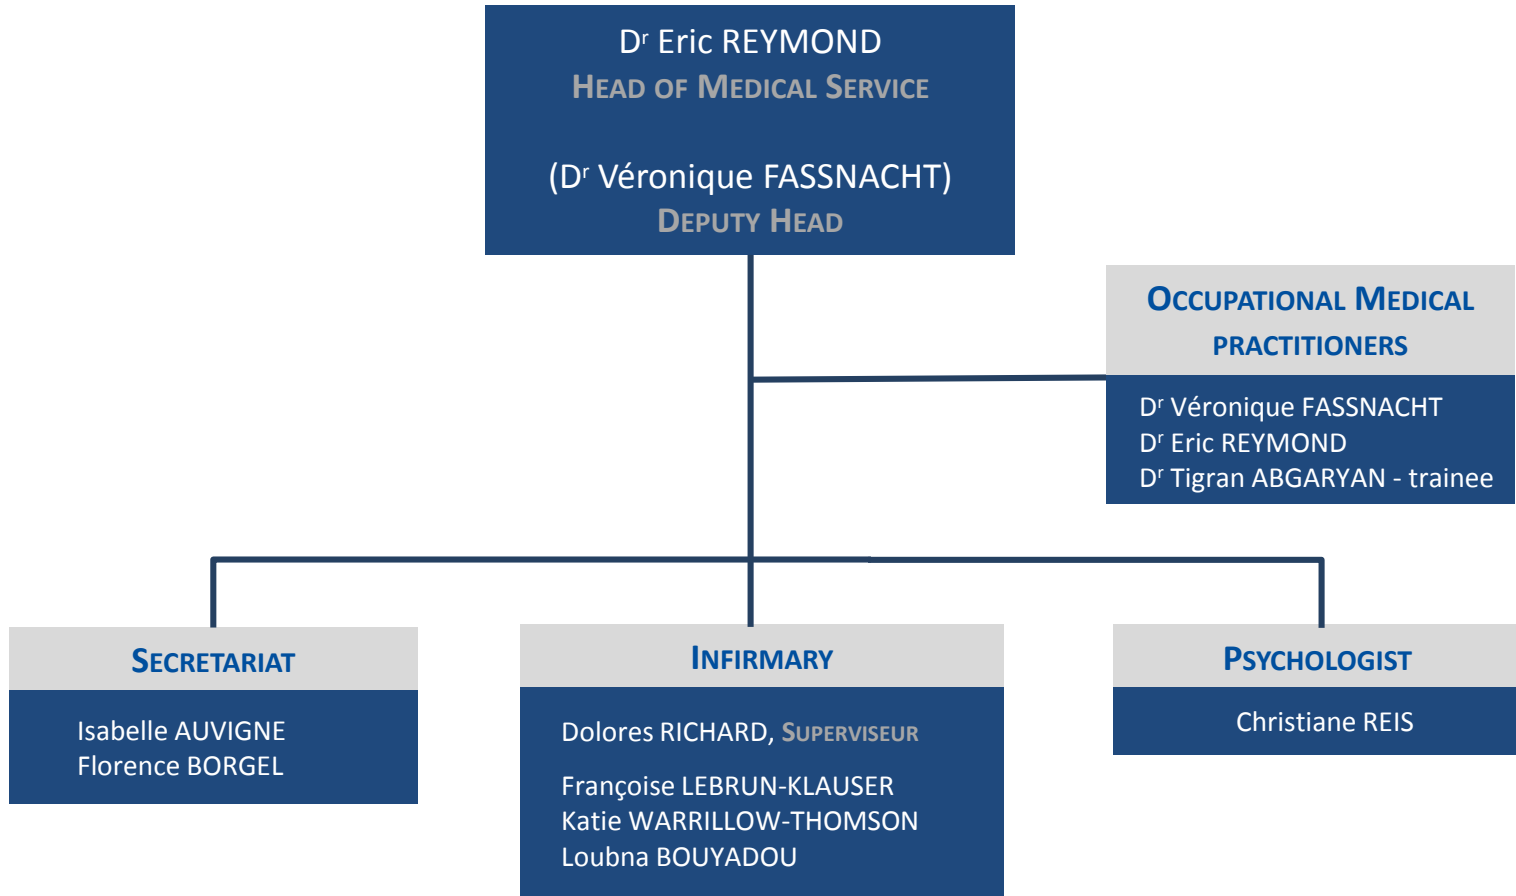 Dʳ Eric REYMOND
HEAD OF MEDICAL SERVICE
(Dʳ Véronique FASSNACHT)
DEPUTY HEAD
OCCUPATIONAL MEDICAL
PRACTITIONERS
Dʳ Véronique FASSNACHT
Dʳ Eric REYMOND
Dʳ Tigran ABGARYAN - trainee
SECRETARIAT
Isabelle AUVIGNE
Florence BORGEL
INFIRMARY
Dolores RICHARD, SUPERVISEUR
Françoise LEBRUN-KLAUSER
Katie WARRILLOW-THOMSON
Loubna BOUYADOU
PSYCHOLOGIST
Christiane REIS